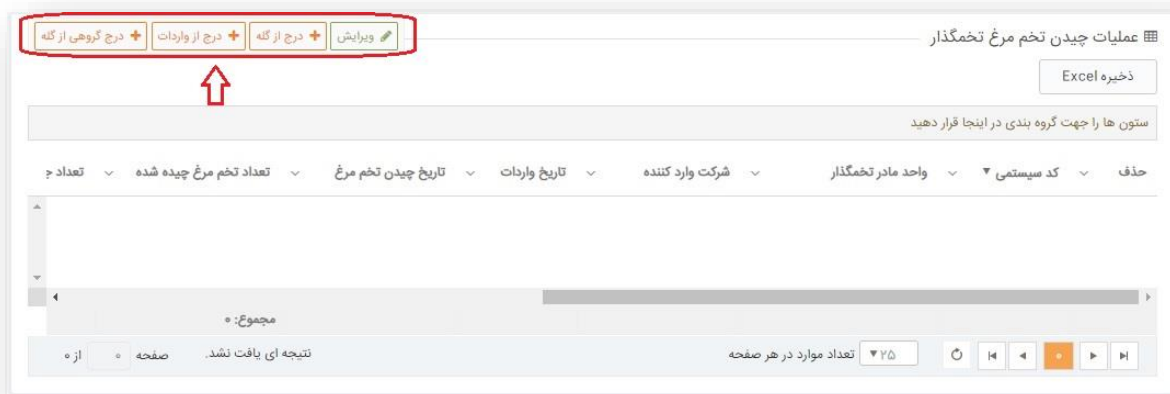 عملیات چیدن تخم مرغ تخمگذار
ویرایش درج از گله درج از واردات درج گروهی از گله
ذخیره Excel
ستون ها را جهت گروه بندی در اینجا قرار دهید
حذف کد سیستمی واحد مادر تخمگذار شرکت وارد کننده تاریخ واردات تاریخ چیدن تخم مرغ تعداد تخم مرغ چیده شده تعداد ج
مجموع: ۰
۰ ۲۵ تعداد موارد در هر صفحه نتیجه ای یافت نشد. صفحه ۰ از ۰